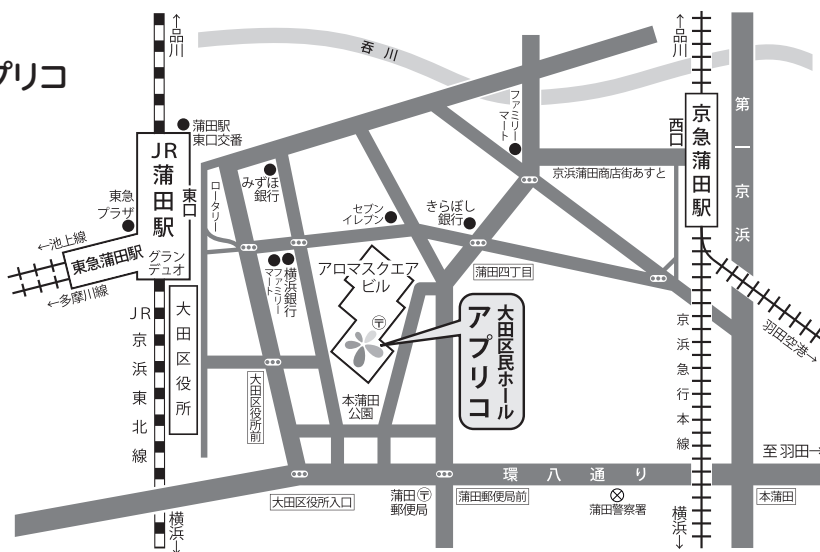 プリコ
↑品川
呑川
↑品川
第一京浜
ファミリーマート
蒲田駅
東口交番
JR蒲田駅
東口
ロータリー
みずほ
銀行
西口
京急蒲田駅
京浜蒲田商店街あすと
東急
プラザ
セブン
イレブン
きらぼし
銀行
←池上線
東急蒲田駅
←多摩川線
グラン
デュオ
横浜銀行
ファミリー
マート
アロマスクエア
ビル
蒲田四丁目
〒
大田区民ホール
アプリコ
JR京浜東北線
大田区役所
大田区役所前
本蒲田
公園
京浜急行本線
羽田空港→
至羽田→
環八通り
大田区役所入口
蒲田〒
郵便局
蒲田郵便局前
蒲田警察署
本蒲田
横浜→
横浜→